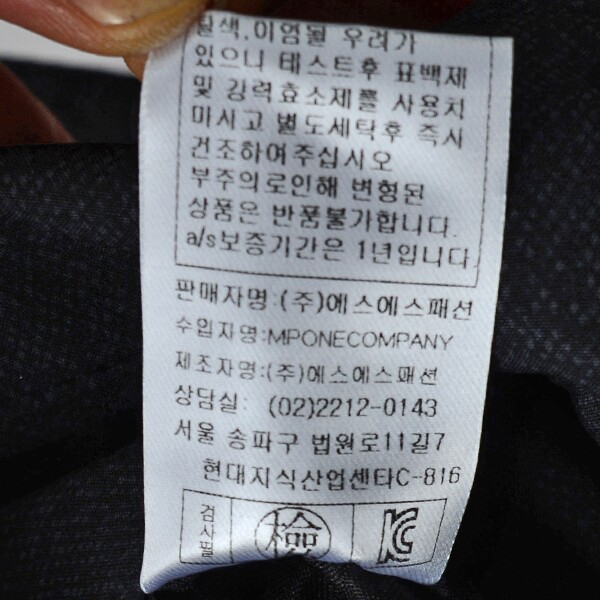 탈색,이염될 우려가
있으니 테스트후 표백제
및 강력효소제를 사용치
마시고 별도세탁후 즉시
건조하여주십시오
부주의로인해 변형된
상품은 반품불가합니다.
a/s보증기간은 1년입니다
판매자명:(주)에스에스패션
수입자명:MPONECOMPANY
제조자명:(주)에스에스패션
상담실: (02)2212-0143
서울 송파구 법원로11길7
현대지식산업센타C-816
검사필
檢
KC